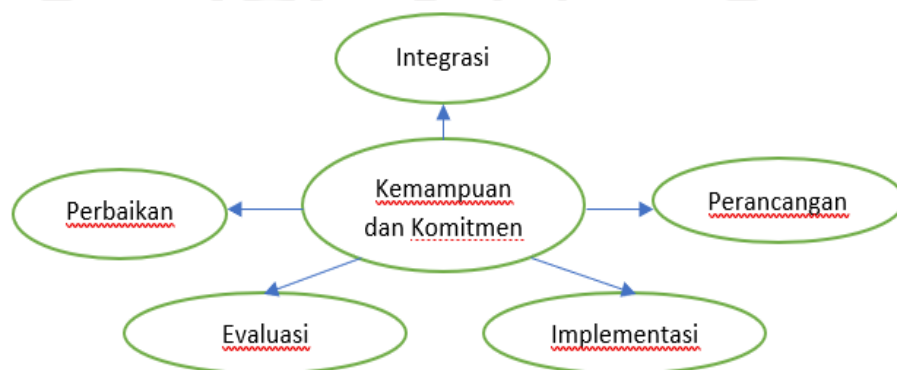 Integrasi
Kemampuan
dan Komitmen
Perbaikan
Perancangan
Evaluasi
Implementasi